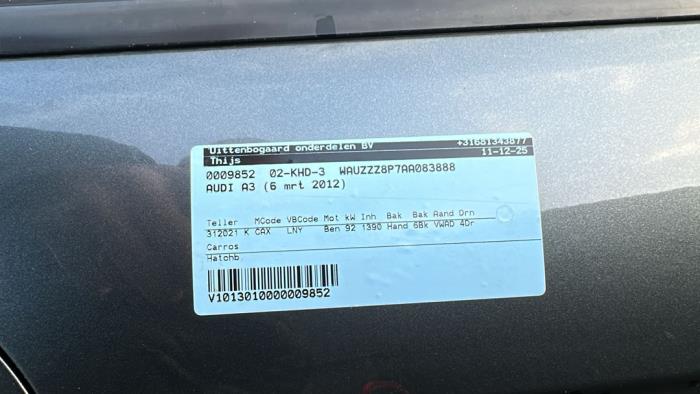 Uittenbogaard onderdelen BV +31651343877
Thijs 11-12-25
0009852 02-KHD-3 WAUZZZ8P7AA083888
AUDI A3 (6 mrt 2012)
Teller MCode VBCode Mot kW Inh Bak Bak Aand Drn
312021 K CAX LNY Ben 92 1390 Hand 6Bk VWAD 4Dr
Carros
Hatchb
V1013010000009852